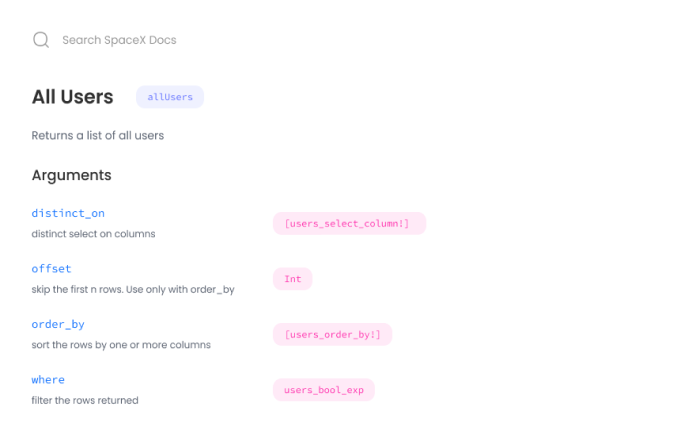 Search SpaceX Docs
All Users allUsers
Returns a list of all users
Arguments
distinct_on [users_select_column!]
distinct select on columns
offset Int
skip the first n rows. Use only with order_by
order_by [users_order_by!]
sort the rows by one or more columns
where users_bool_exp
filter the rows returned